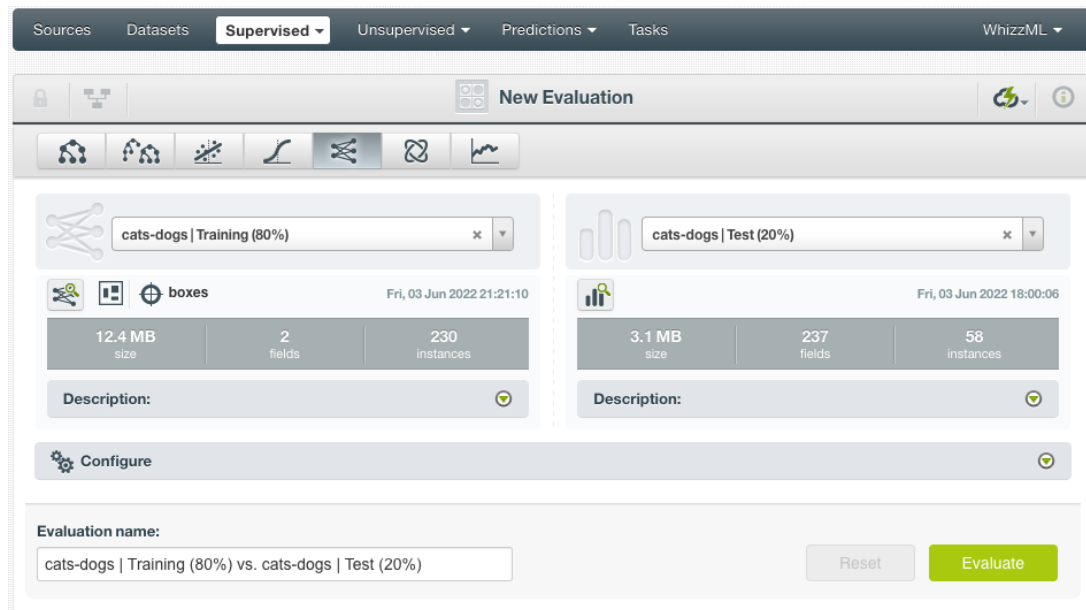 Sources Datasets Supervised Unsupervised Predictions Tasks WhizzML
New Evaluation
cats-dogs | Training (80%)
boxes Fri, 03 Jun 2022 21:21:10
12.4 MB 2 230
size fields instances
Description:
cats-dogs | Test (20%)
Fri, 03 Jun 2022 18:00:06
3.1 MB 237 58
size fields instances
Description:
Configure
Evaluation name:
cats-dogs | Training (80%) vs. cats-dogs | Test (20%)
Reset Evaluate